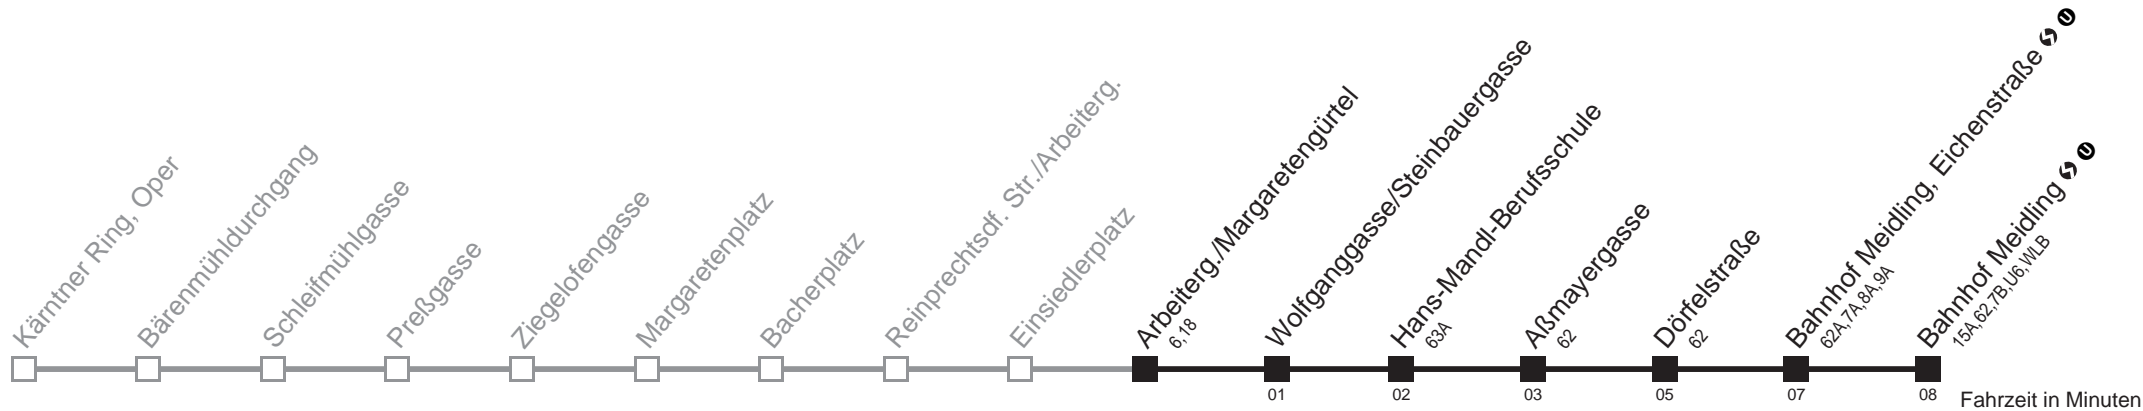 Kärntner Ring, Oper
Bärenmühldurchgang
Schleifmühlgasse
Preßgasse
Ziegelofengasse
Margaretenplatz
Bacherplatz
Reinprechtsdf. Str./Arbeiterg.
Einsiedlerplatz
Arbeiterg./Margaretengürtel
6,18
Wolfganggasse/Steinbauergasse
Hans-Mandl-Berufsschule
63A
Aßmayergasse
62
Dörfelstraße
62
Bahnhof Meidling, Eichenstraße S U
62A,7A,8A,9A
Bahnhof Meidling S U
15A,62,7B,U6,WLB
01
02
03
05
07
08
Fahrzeit in Minuten